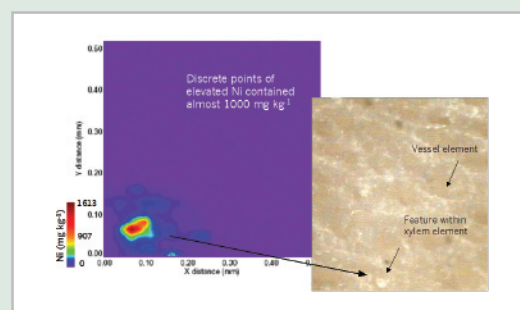 0.50
0.40
0.30
0.20
0.10
0.00
Y distance (mm)
Discrete points of
elevated Ni contained
almost 1000 mg kg-1
Ni (mg kg-1)
1613
907
0
0.00 0.10 0.20 0.30 0.40
X distance (mm)
Vessel element
Feature within
xylem element